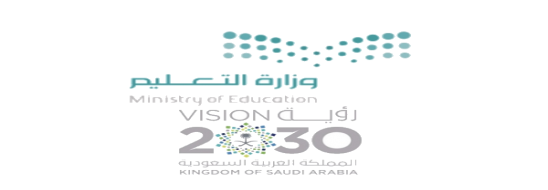 وزارة التعليم
Ministry of Education
VISION رؤية
2030
المملكة العربية السعودية
KINGDOM OF SAUDI ARABIA